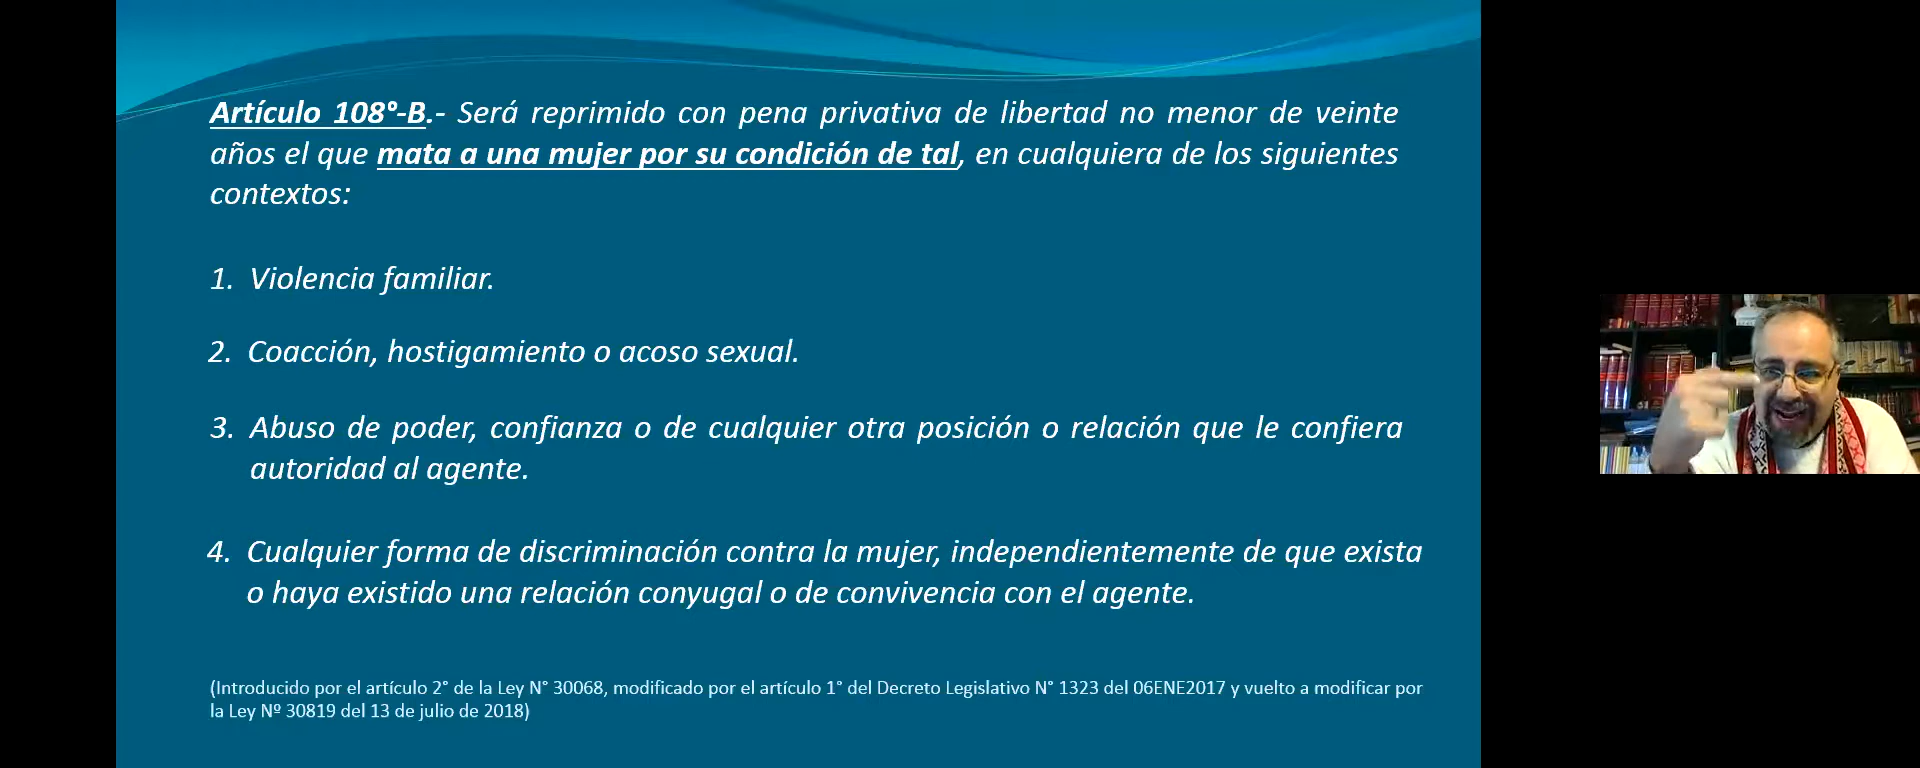 Artículo 108°-B.- Será reprimido con pena privativa de libertad no menor de veinte
años el que mata a una mujer por su condición de tal, en cualquiera de los siguientes
contextos:
1. Violencia familiar.
2. Coacción, hostigamiento o acoso sexual.
3. Abuso de poder, confianza o de cualquier otra posición o relación que le confiera
autoridad al agente.
4. Cualquier forma de discriminación contra la mujer, independientemente de que exista
o haya existido una relación conyugal o de convivencia con el agente.
(Introducido por el artículo 2° de la Ley N° 30068, modificado por el artículo 1° del Decreto Legislativo N° 1323 del 06ENE2017 y vuelto a modificar por
la Ley Nº 30819 del 13 de julio de 2018)